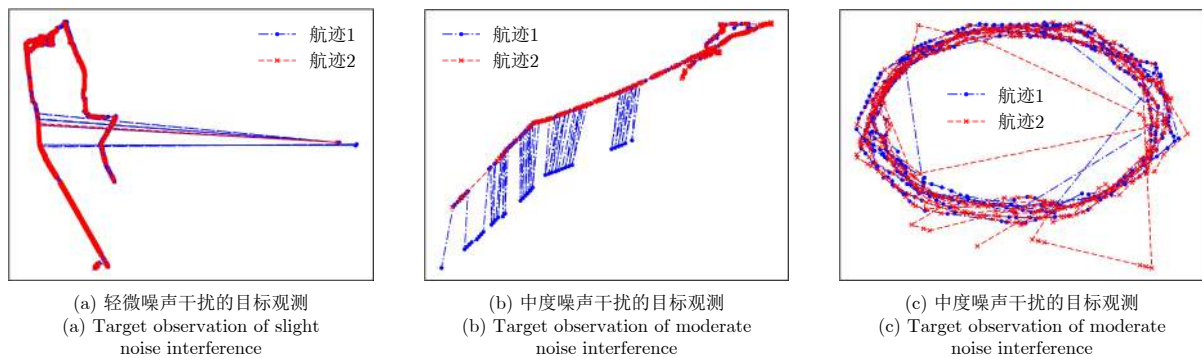 航迹1
航迹2
航迹1
航迹2
航迹1
航迹2
(a) 轻微噪声干扰的目标观测
(a) Target observation of slight
noise interference
(b) 中度噪声干扰的目标观测
(b) Target observation of moderate
noise interference
(c) 中度噪声干扰的目标观测
(c) Target observation of moderate
noise interference